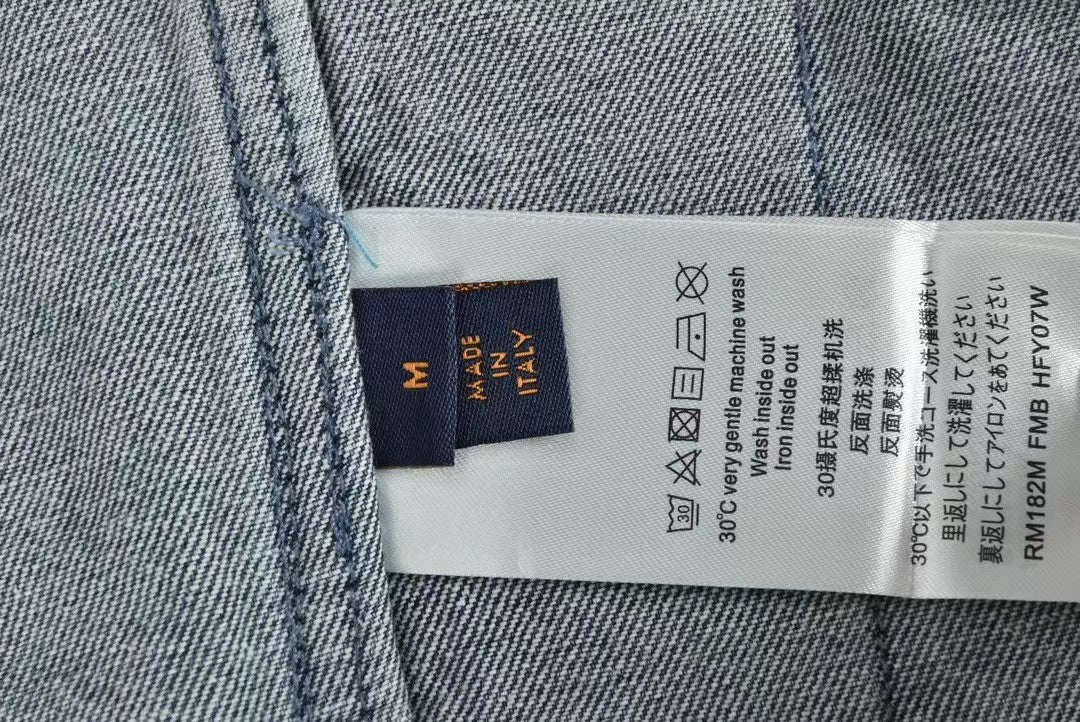 M
MADE
IN
ITALY
30
30°C very gentle machine wash
Wash inside out
Iron inside out
30摄氏度超揉机洗
反面洗涤
反面熨烫
30℃以下で手洗コース洗濯機洗い
里返しにして洗濯してください
裏返しにしてアイロンをあてください
RM182M FMB HFY07W